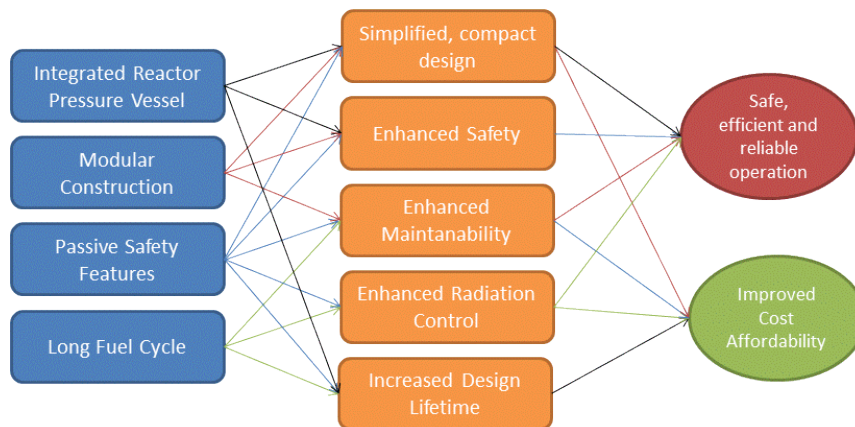 Integrated Reactor
Pressure Vessel
Modular
Construction
Passive Safety
Features
Long Fuel Cycle
Simplified, compact
design
Enhanced Safety
Enhanced
Maintanability
Enhanced Radiation
Control
Increased Design
Lifetime
Safe,
efficient and
reliable
operation
Improved
Cost
Affordability